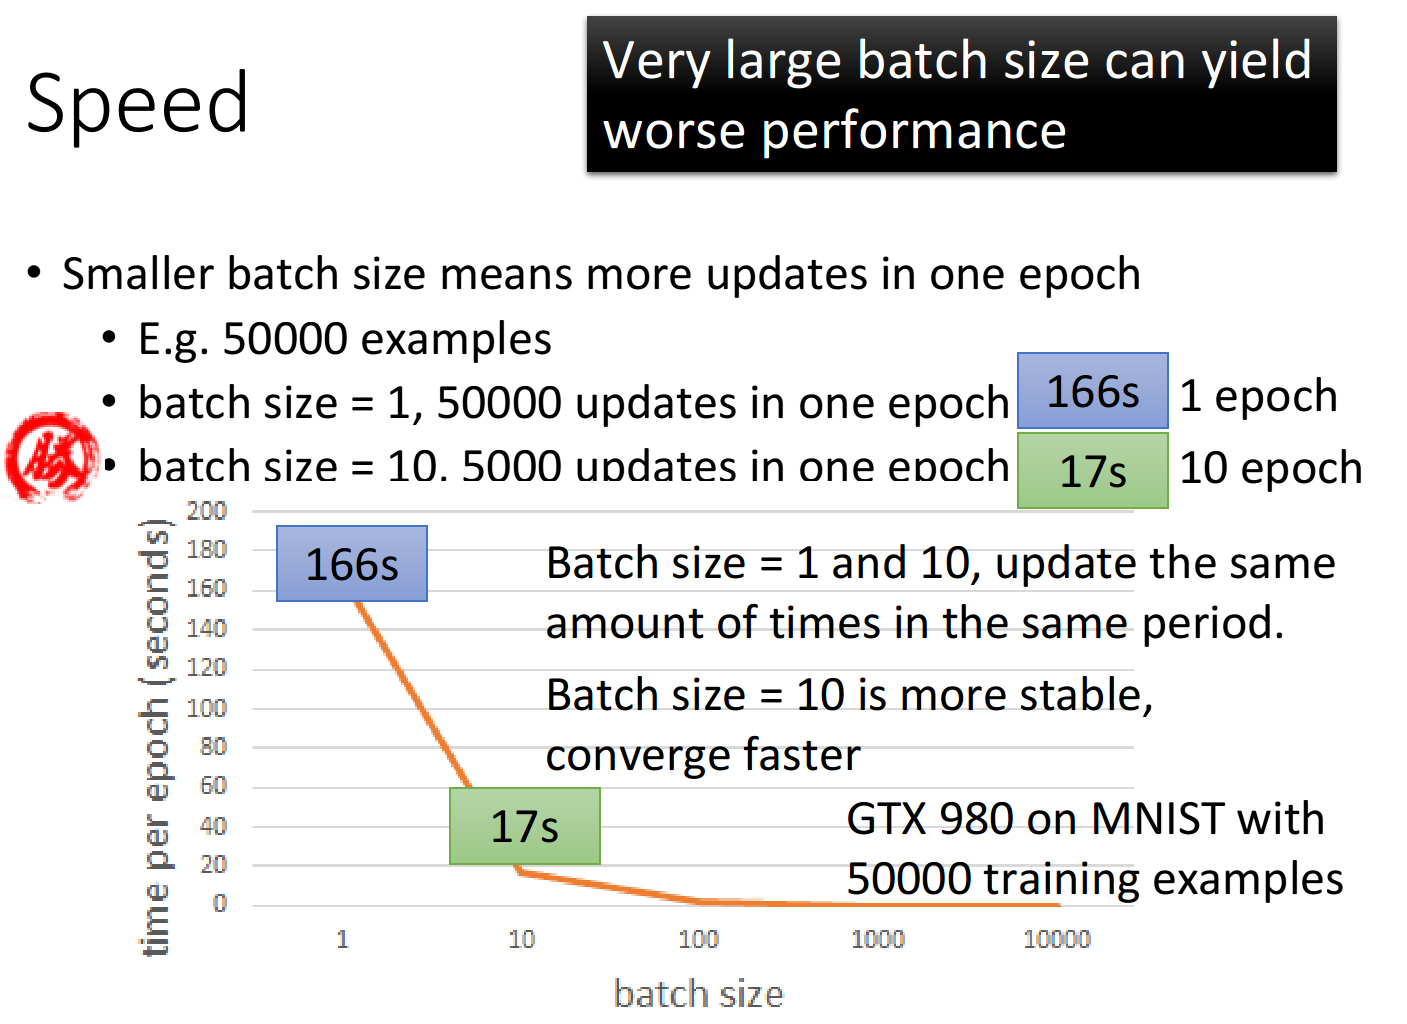 Very large batch size can yield
worse performance
Speed
• Smaller batch size means more updates in one epoch
• E.g. 50000 examples
• batch size = 1, 50000 updates in one epoch
166s 1 epoch
勝
• batch size = 10, 5000 updates in one epoch
17s 10 epoch
time per epoch (seconds)
200
180
160
140
120
100
80
60
40
20
0
166s
17s
Batch size = 1 and 10, update the same
amount of times in the same period.
Batch size = 10 is more stable,
converge faster
GTX 980 on MNIST with
50000 training examples
1 10 100 1000 10000
batch size